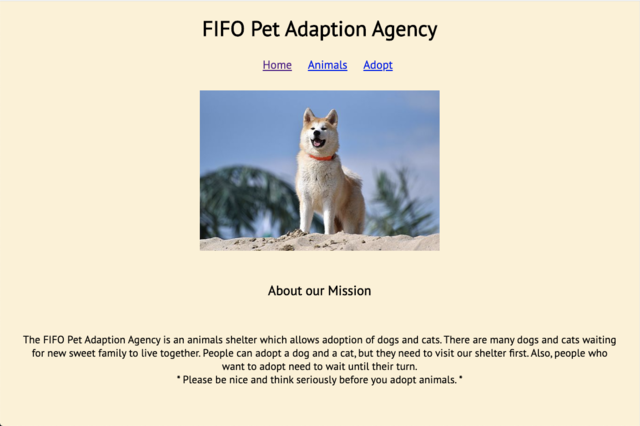 FIFO Pet Adaption Agency
Home Animals Adopt
About our Mission
The FIFO Pet Adaption Agency is an animals shelter which allows adoption of dogs and cats. There are many dogs and cats waiting
for new sweet family to live together. People can adopt a dog and a cat, but they need to visit our shelter first. Also, people who
want to adopt need to wait until their turn.
* Please be nice and think seriously before you adopt animals. *